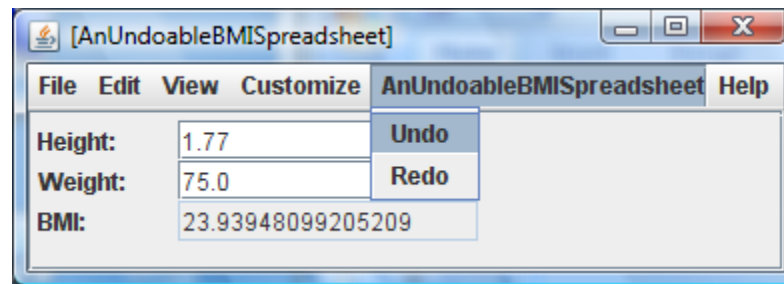 [AnUndoableBMISpreadsheet]
File Edit View Customize AnUndoableBMISpreadsheet Help
Undo
Redo
Height: 1.77
Weight: 75.0
BMI: 23.93948099205209